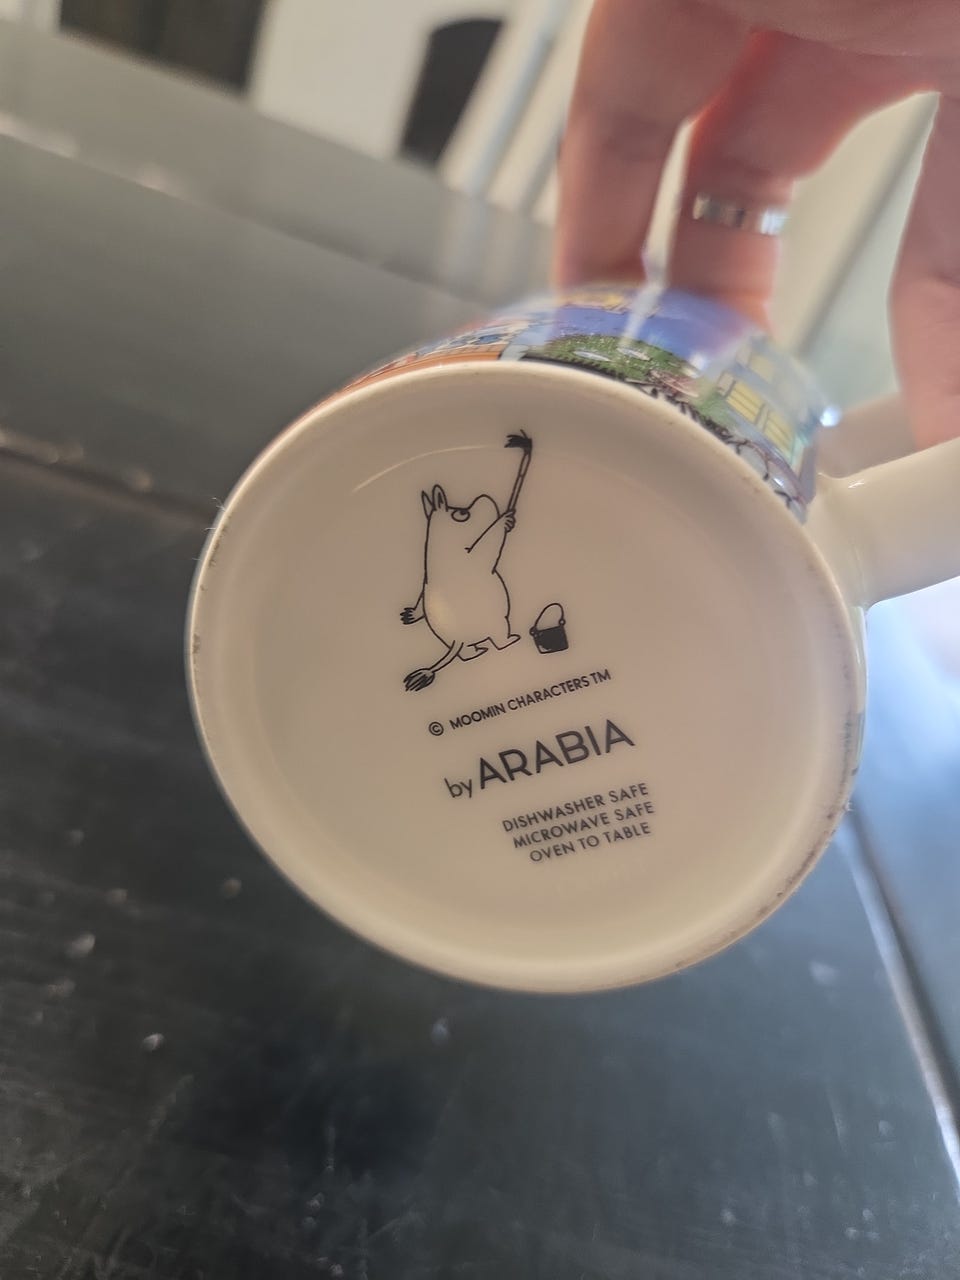 © MOOMIN CHARACTERS TM
by ARABIA
DISHWASHER SAFE
MICROWAVE SAFE
OVEN TO TABLE